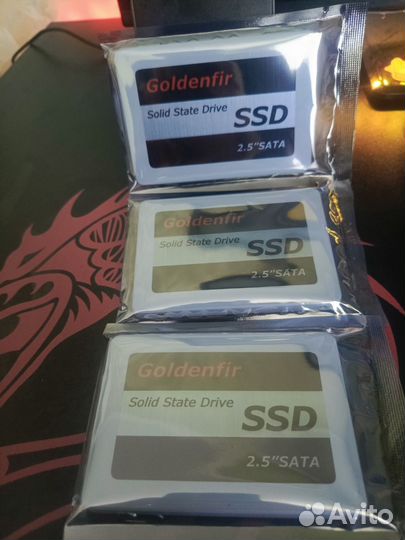 Goldenfir
Solid State Drive
SSD
2.5"SATA
Goldenfir
Solid State Drive
SSD
2.5"SATA
Goldenfir
Solid State Drive
SSD
2.5"SATA
Avito